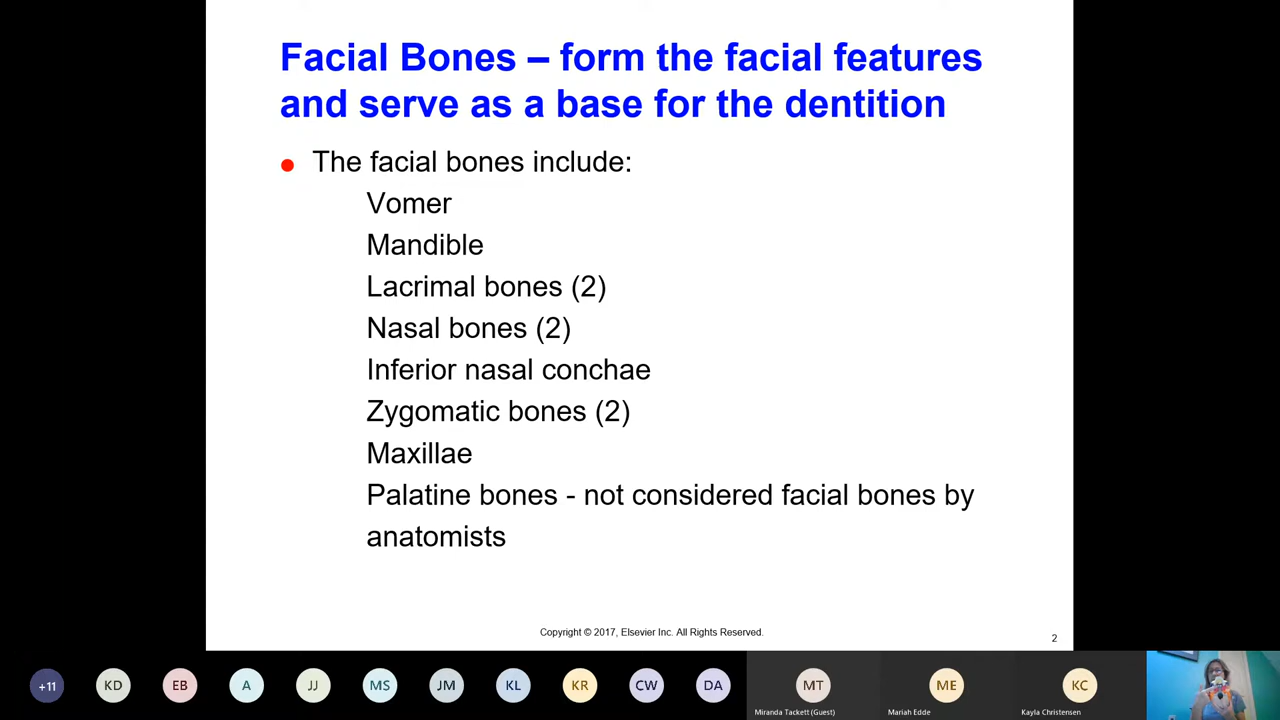 Facial Bones – form the facial features
and serve as a base for the dentition
● The facial bones include:
Vomer
Mandible
Lacrimal bones (2)
Nasal bones (2)
Inferior nasal conchae
Zygomatic bones (2)
Maxillae
Palatine bones - not considered facial bones by
anatomists
Copyright © 2017, Elsevier Inc. All Rights Reserved.
2
+11 KD EB A JJ MS JM KL KR CW DA MT ME KC
Miranda Tackett (Guest) Mariah Edde Kayla Christensen